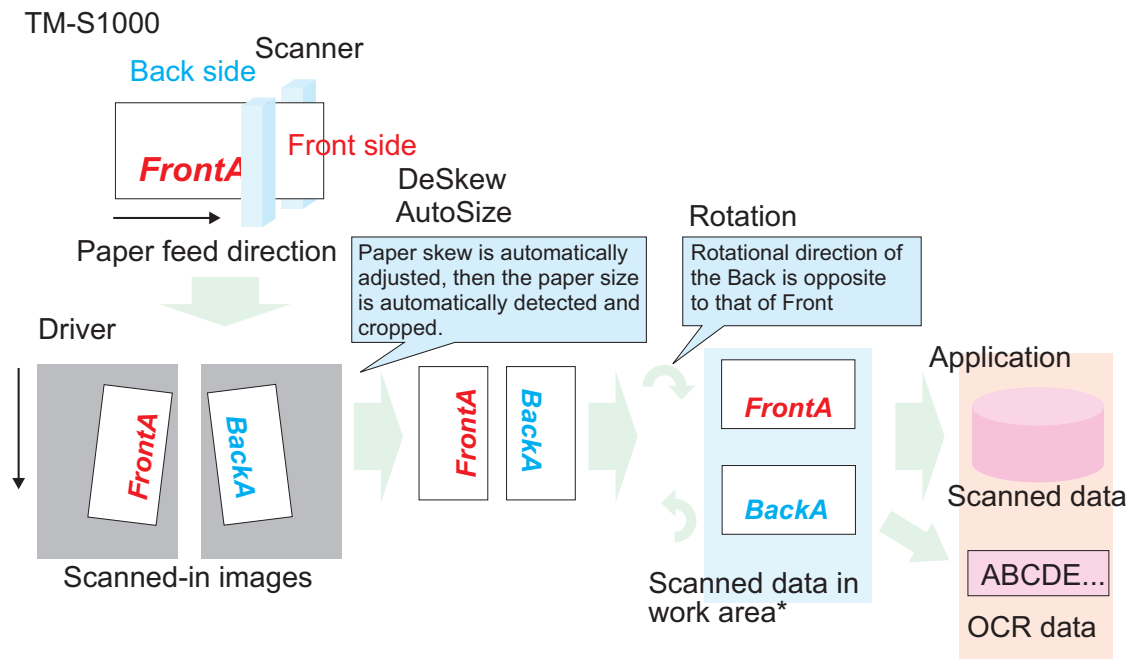 TM-S1000
Scanner
Back side
Front side
FrontA
Paper feed direction
DeSkew
AutoSize
Paper skew is automatically
adjusted, then the paper size
is automatically detected and
cropped.
Rotation
Rotational direction of
the Back is opposite
to that of Front
Driver
FrontA
BackA
Scanned-in images
FrontA
BackA
FrontA
BackA
Scanned data in
work area*
Application
Scanned data
ABCDE...
OCR data